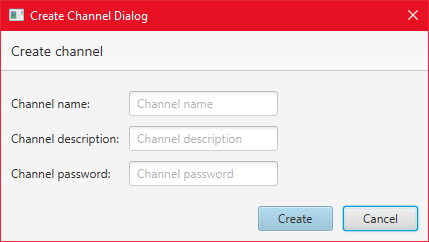 Create Channel Dialog
Create channel
Channel name: Channel name
Channel description: Channel description
Channel password: Channel password
Create Cancel